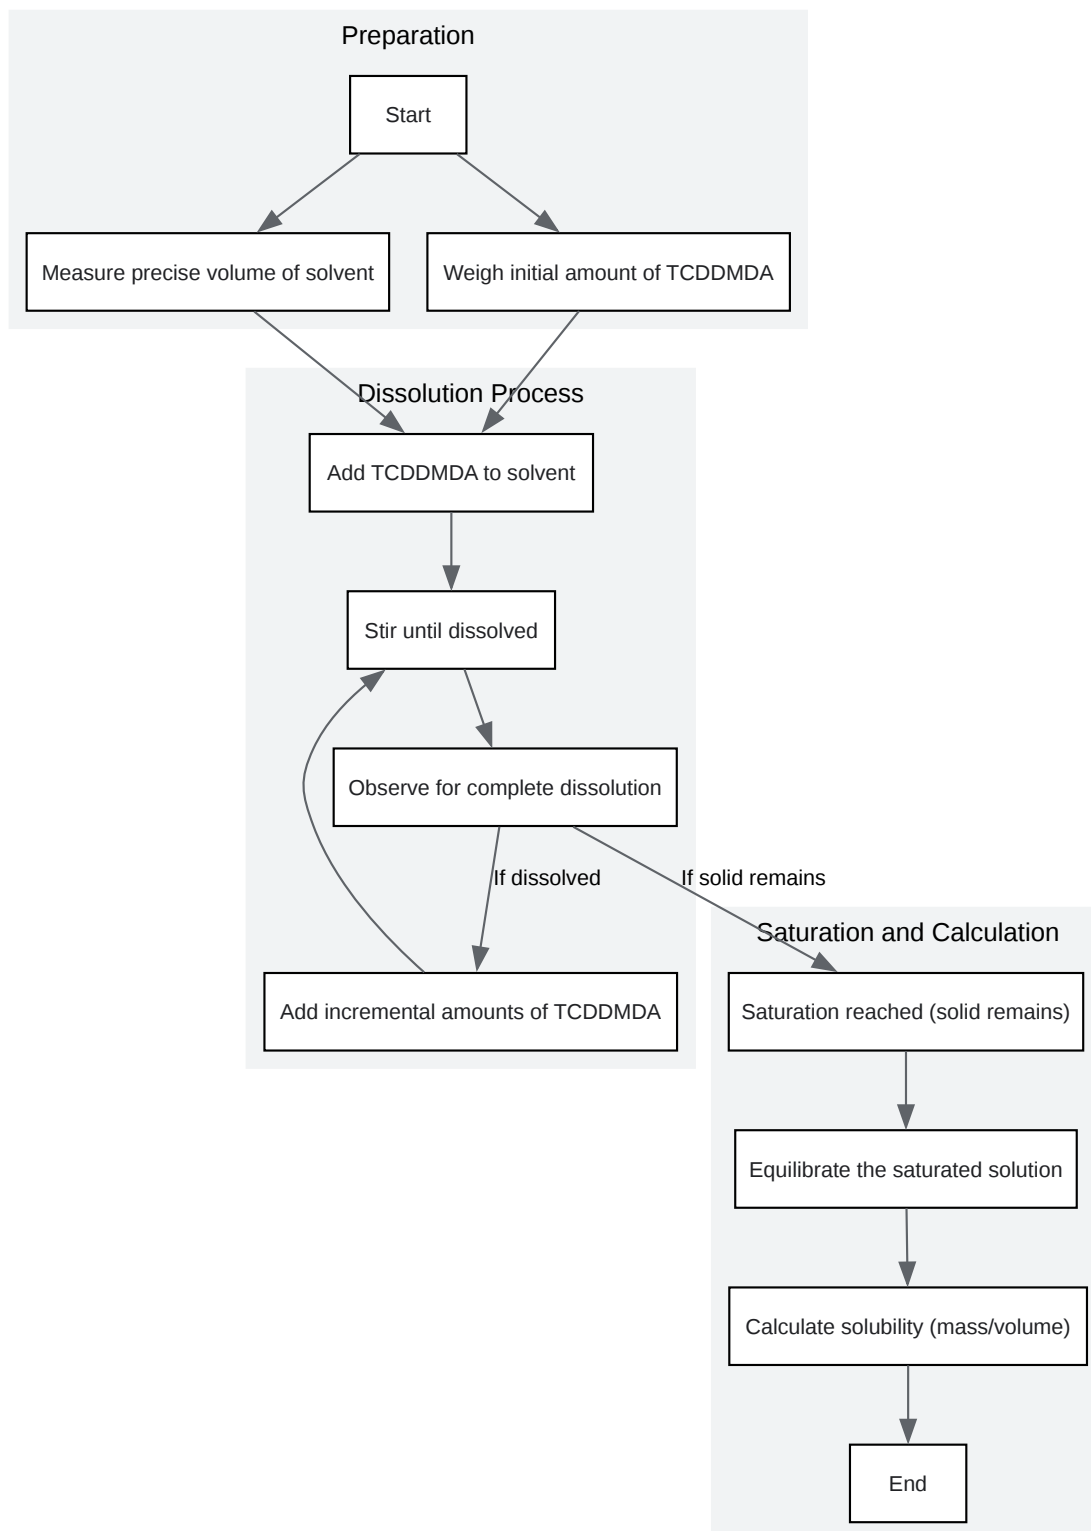 Preparation
Start
Measure precise volume of solvent
Weigh initial amount of TCDDMDA
Dissolution Process
Add TCDDMDA to solvent
Stir until dissolved
Observe for complete dissolution
If dissolved
If solid remains
Add incremental amounts of TCDDMDA
Saturation and Calculation
Saturation reached (solid remains)
Equilibrate the saturated solution
Calculate solubility (mass/volume)
End